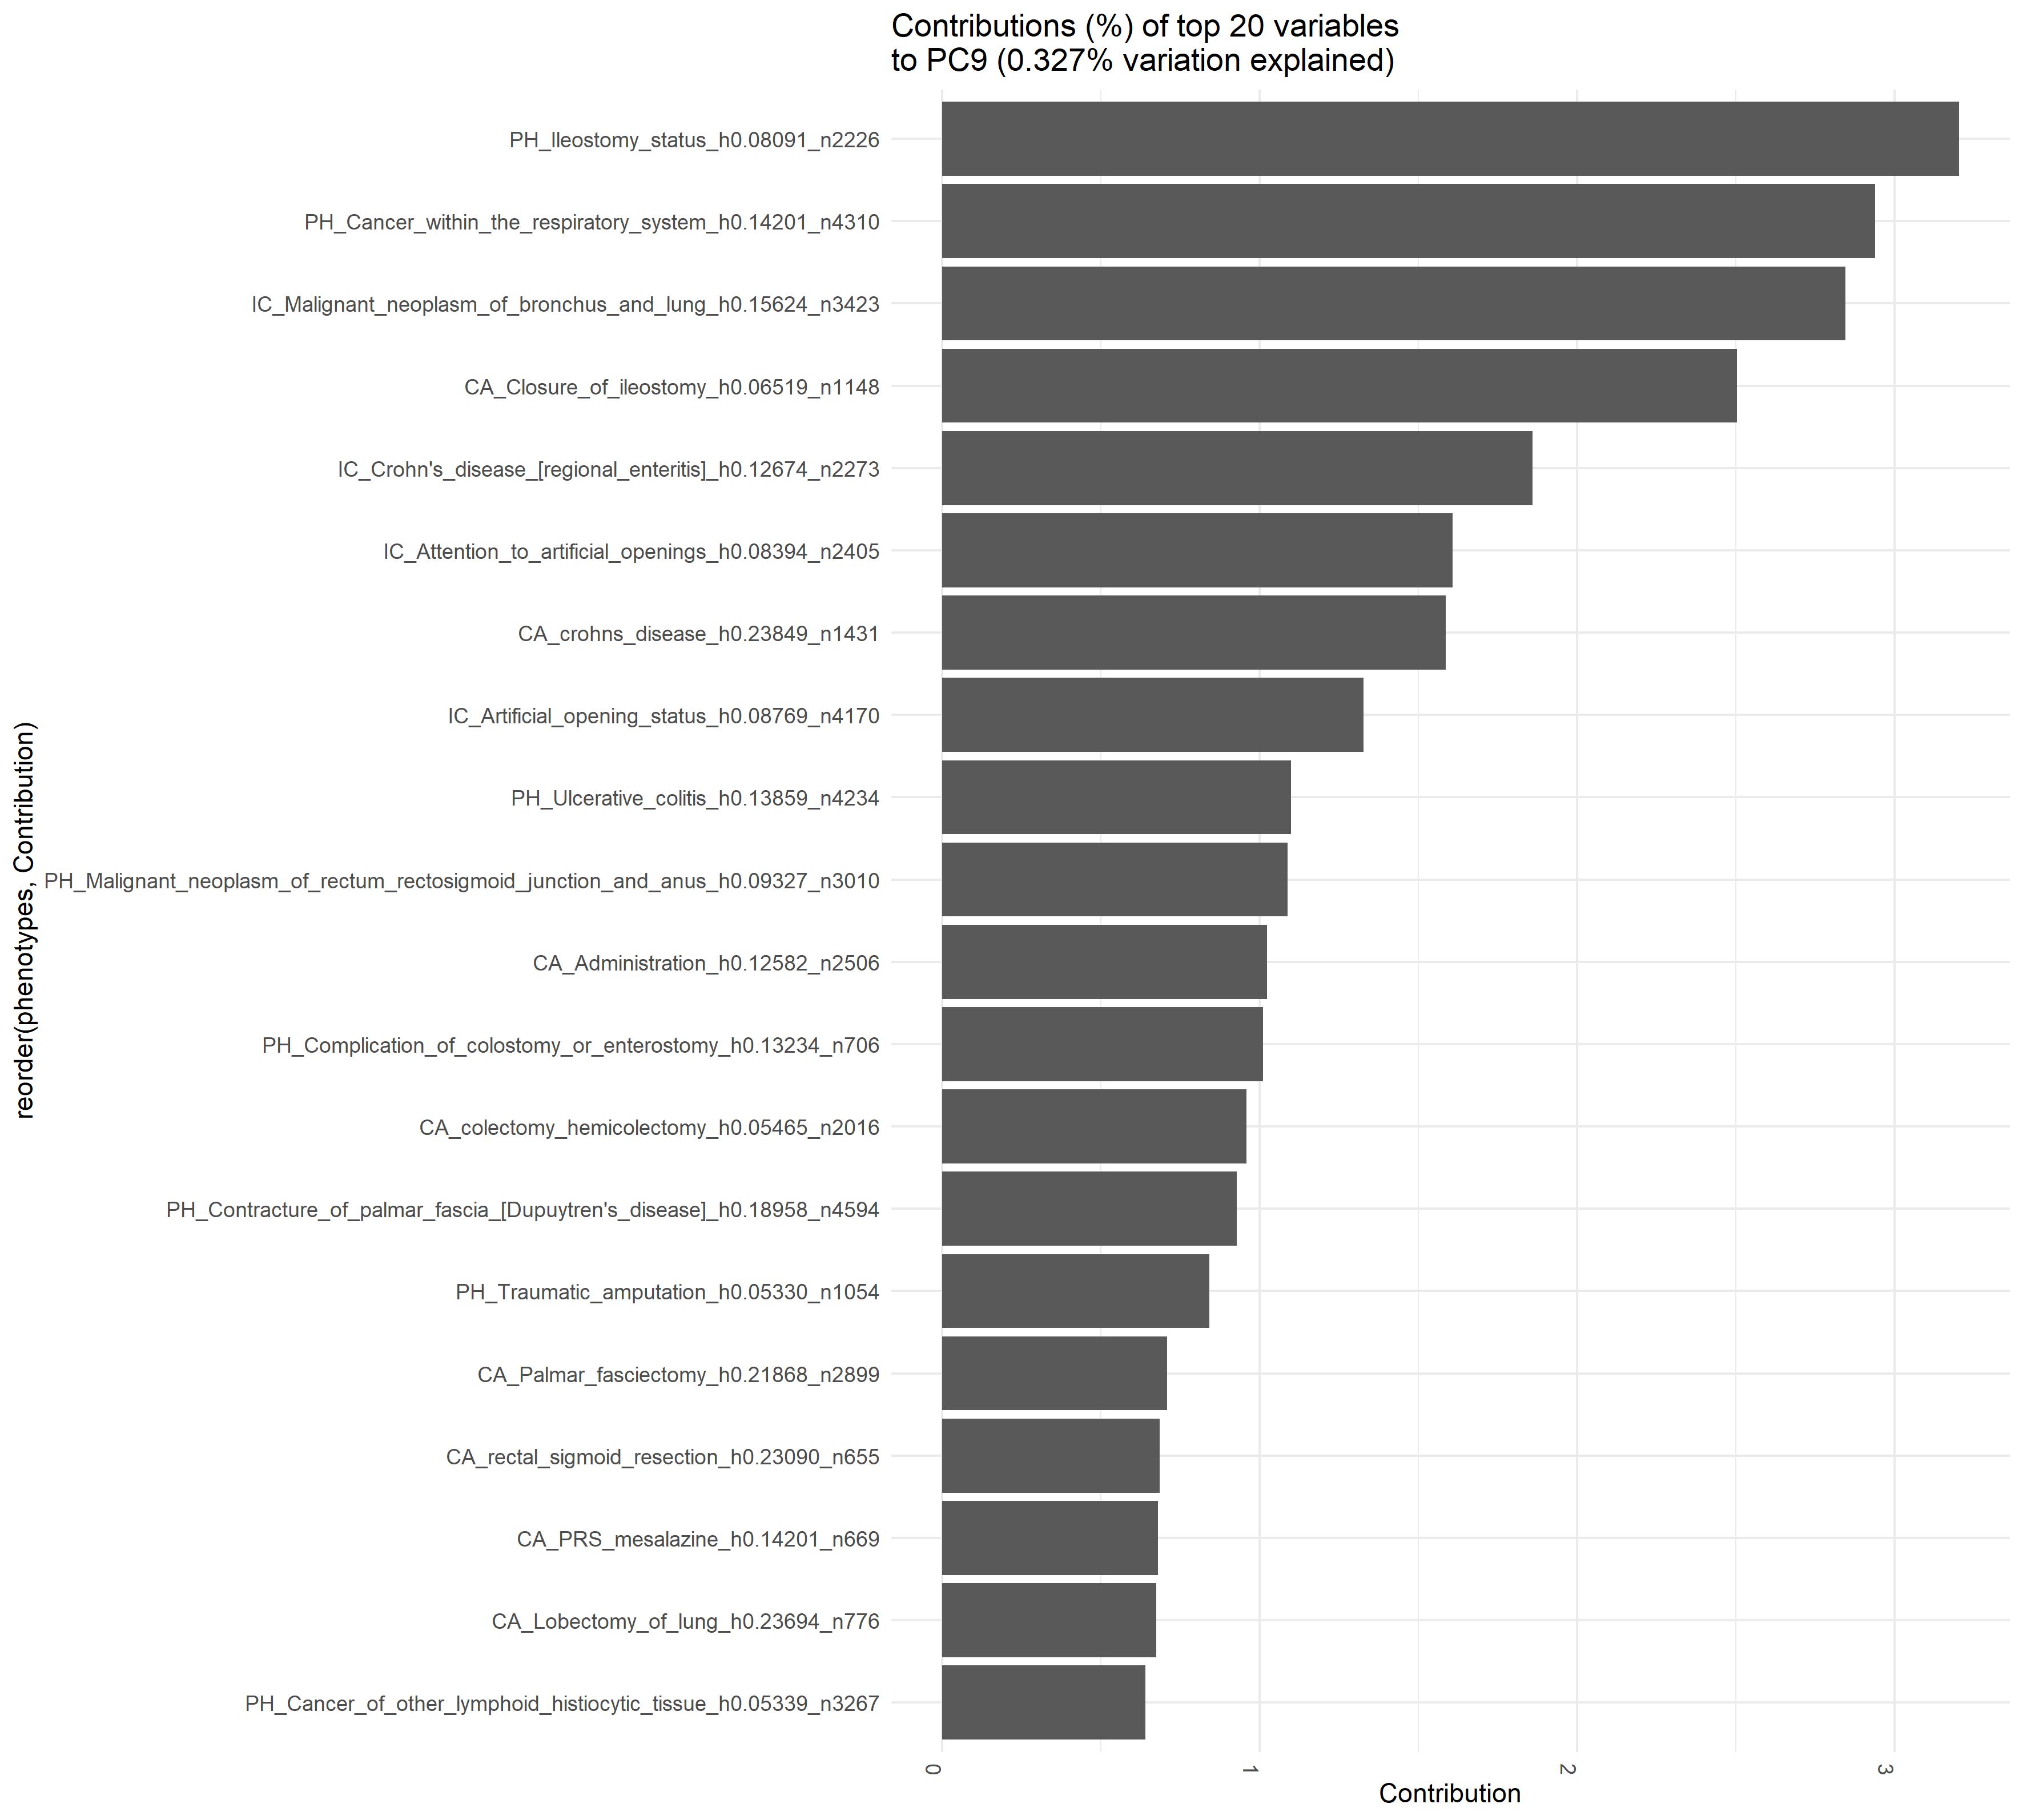 Contributions (%) of top 20 variables
to PC9 (0.327% variation explained)
PH_Ileostomy_status_h0.08091_n2226
PH_Cancer_within_the_respiratory_system_h0.14201_n4310
IC_Malignant_neoplasm_of_bronchus_and_lung_h0.15624_n3423
CA_Closure_of_ileostomy_h0.06519_n1148
IC_Crohn's_disease_[regional_enteritis]_h0.12674_n2273
IC_Attention_to_artificial_openings_h0.08394_n2405
CA_crohns_disease_h0.23849_n1431
IC_Artificial_opening_status_h0.08769_n4170
PH_Ulcerative_colitis_h0.13859_n4234
PH_Malignant_neoplasm_of_rectum_rectosigmoid_junction_and_anus_h0.09327_n3010
CA_Administration_h0.12582_n2506
PH_Complication_of_colostomy_or_enterostomy_h0.13234_n706
CA_colectomy_hemicolectomy_h0.05465_n2016
PH_Contracture_of_palmar_fascia_[Dupuytren's_disease]_h0.18958_n4594
PH_Traumatic_amputation_h0.05330_n1054
CA_Palmar_fasciectomy_h0.21868_n2899
CA_rectal_sigmoid_resection_h0.23090_n655
CA_PRS_mesalazine_h0.14201_n669
CA_Lobectomy_of_lung_h0.23694_n776
PH_Cancer_of_other_lymphoid_histiocytic_tissue_h0.05339_n3267
reorder(phenotypes, Contribution)
0
1
2
3
Contribution